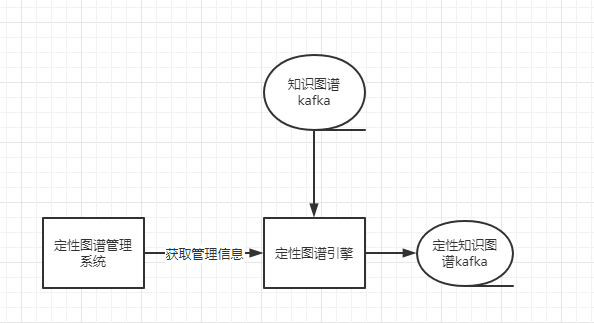 知识图谱
kafka
定性图谱管理
系统
获取管理信息
定性图谱引擎
定性知识图
谱kafka